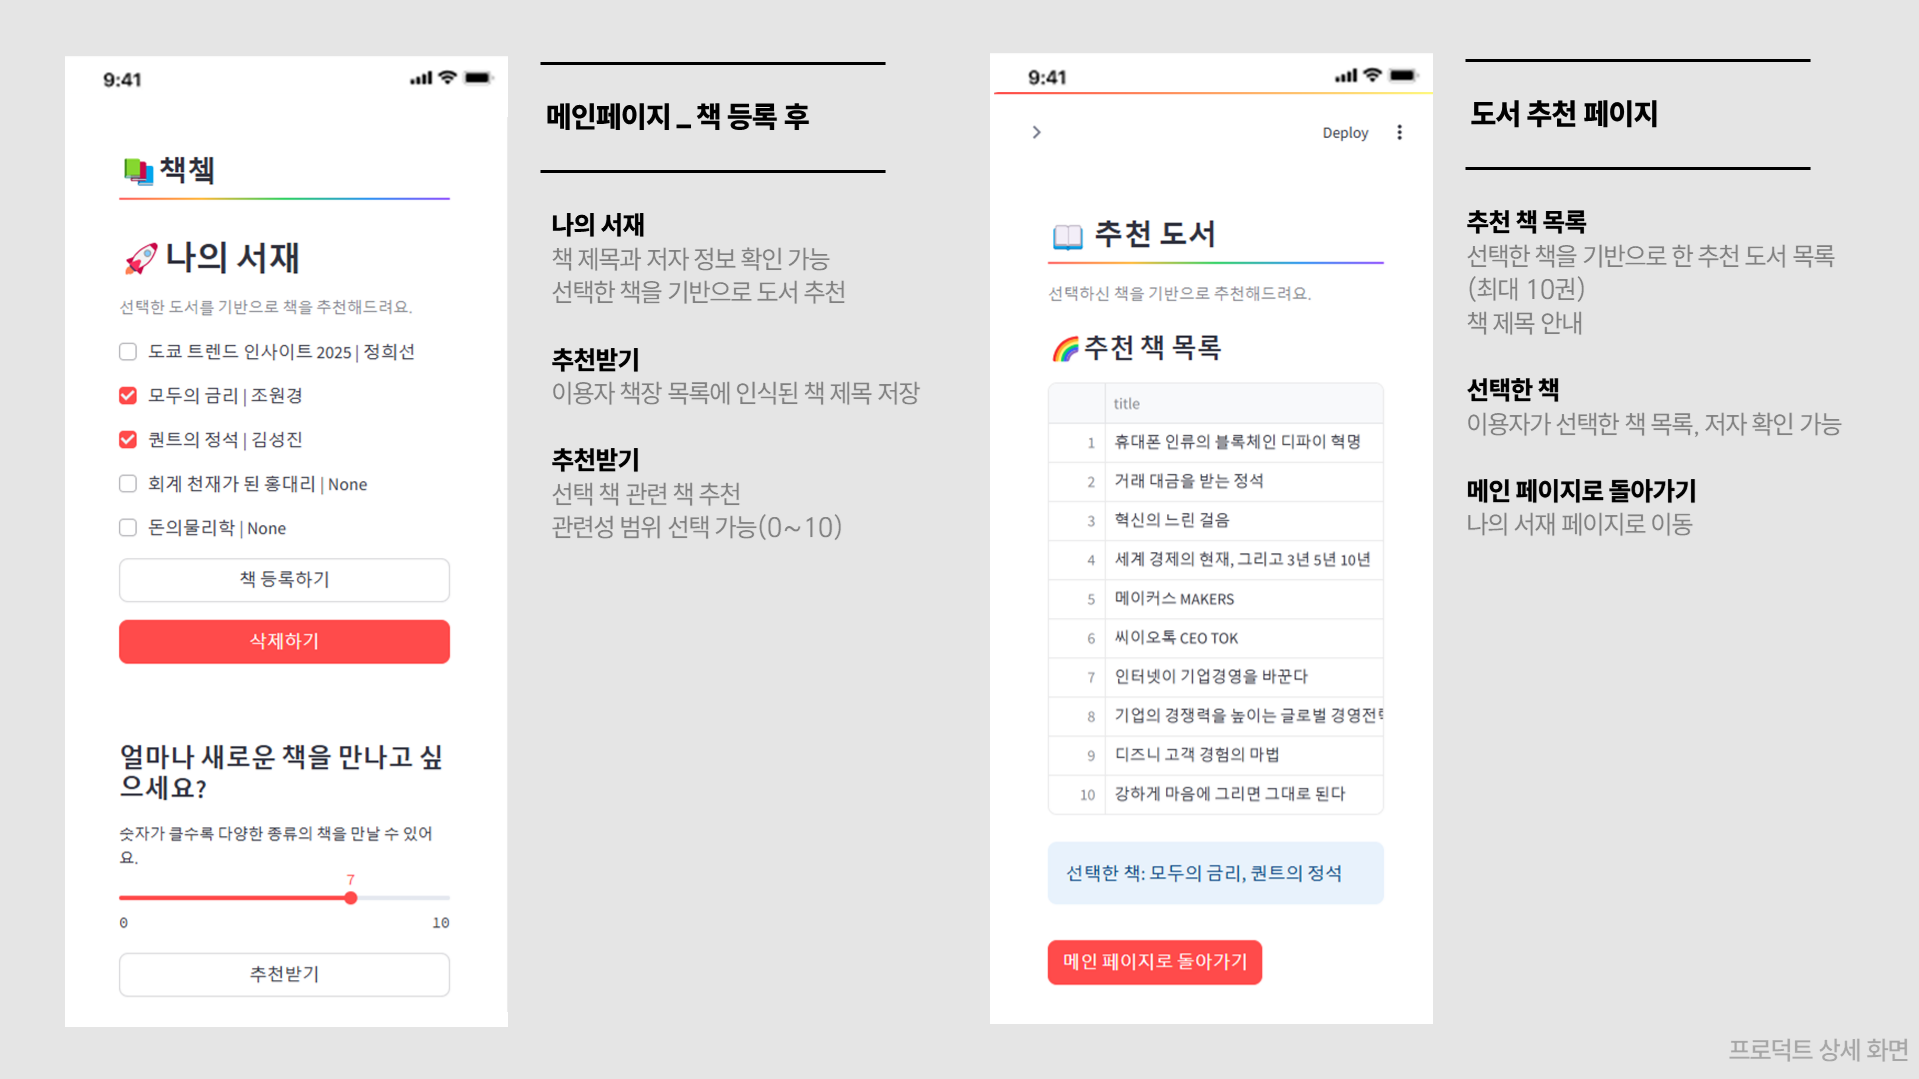 9:41
책첵
🚀나의 서재
선택한 도서를 기반으로 책을 추천해드려요.
도쿄 트렌드 인사이트 2025 | 정희선
모두의 금리 | 조원경
퀀트의 정석 | 김성진
회계 천재가 된 홍대리 | None
돈의물리학 | None
책 등록하기
삭제하기
얼마나 새로운 책을 만나고 싶
으세요?
숫자가 클수록 다양한 종류의 책을 만날 수 있어
요.
7
0 10
추천받기
메인페이지 _ 책 등록 후
나의 서재
책 제목과 저자 정보 확인 가능
선택한 책을 기반으로 도서 추천
추천받기
이용자 책장 목록에 인식된 책 제목 저장
추천받기
선택 책 관련 책 추천
관련성 범위 선택 가능(0~10)
9:41
Deploy
추천 도서
선택하신 책을 기반으로 추천해드려요.
🌈추천 책 목록
title
1 휴대폰 인류의 블록체인 디파이 혁명
2 거래 대금을 받는 정석
3 혁신의 느린 걸음
4 세계 경제의 현재, 그리고 3년 5년 10년
5 메이커스 MAKERS
6 씨이오톡 CEO TOK
7 인터넷이 기업경영을 바꾼다
8 기업의 경쟁력을 높이는 글로벌 경영전
9 디즈니 고객 경험의 마법
10 강하게 마음에 그리면 그대로 된다
선택한 책: 모두의 금리, 퀀트의 정석
메인 페이지로 돌아가기
도서 추천 페이지
추천 책 목록
선택한 책을 기반으로 한 추천 도서 목록
(최대 10권)
책 제목 안내
선택한 책
이용자가 선택한 책 목록, 저자 확인 가능
메인 페이지로 돌아가기
나의 서재 페이지로 이동
프로덕트 상세 화면